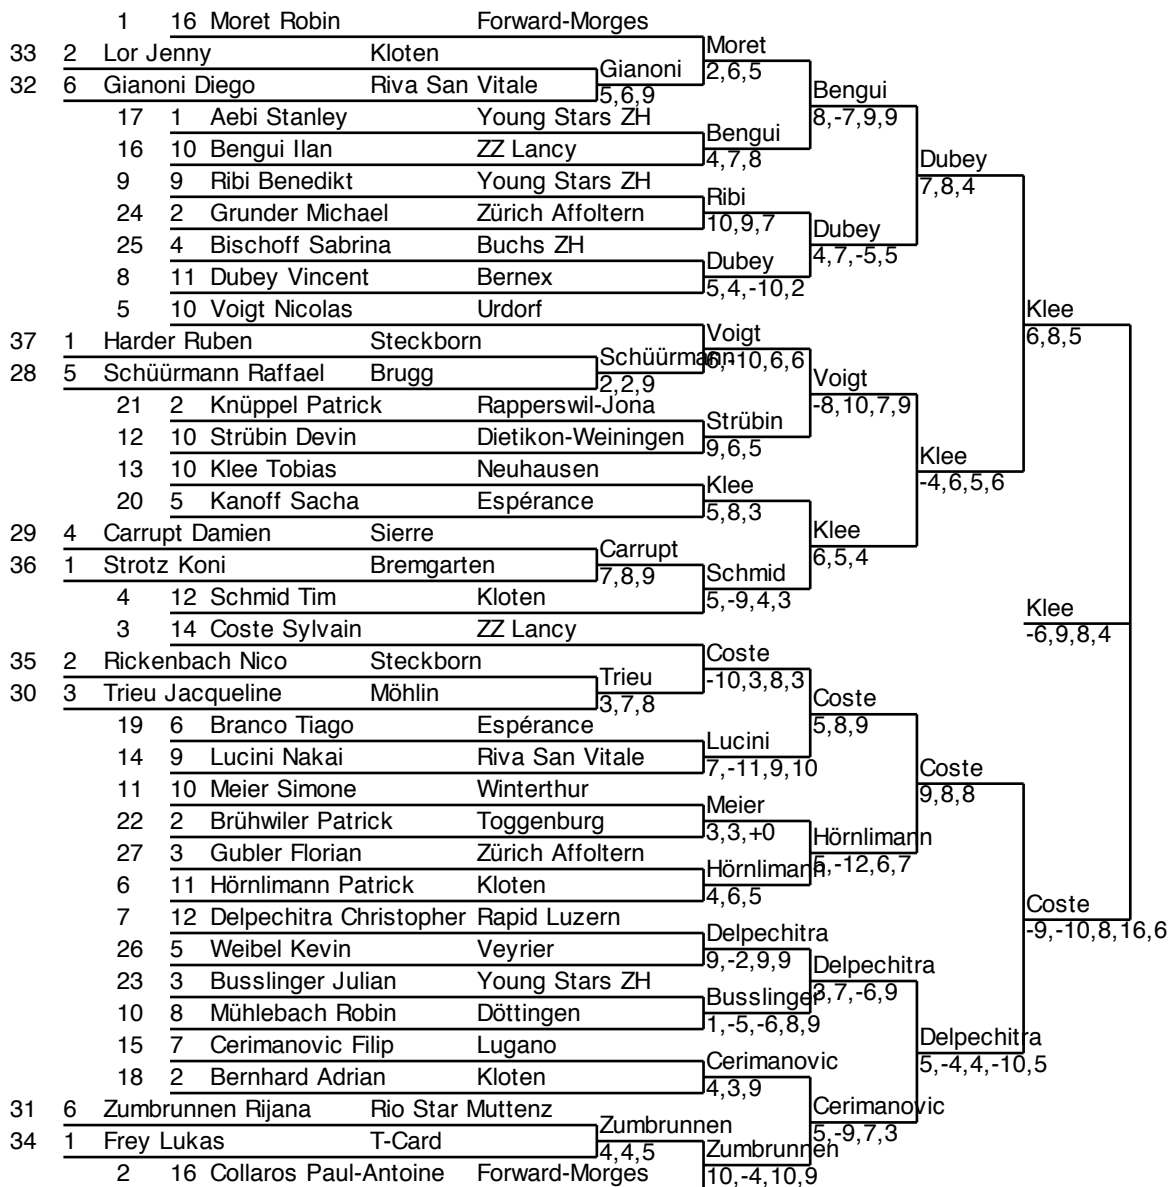 1 16 Moret Robin Forward-Morges
Moret
33 2 Lor Jenny Kloten
Gianoni 2,6,5
32 6 Gianoni Diego Riva San Vitale
5,6,9 Bengui
17 1 Aebi Stanley Young Stars ZH
8,-7,9,9
Bengui
16 10 Bengui Ilan ZZ Lancy
4,7,8 Dubey
9 9 Ribi Benedikt Young Stars ZH
7,8,4
Ribi
24 2 Grunder Michael Zürich Affoltern
10,9,7
Dubey
25 4 Bischoff Sabrina Buchs ZH
4,7,-5,5
Dubey
8 11 Dubey Vincent Bernex
5,4,-10,2
5 10 Voigt Nicolas Urdorf
Klee
6,8,5
Voigt
37 1 Harder Ruben Steckborn
Schüürmann 6,-10,6,6
28 5 Schüürmann Raffael Brugg
2,2,9 Voigt
21 2 Knüppel Patrick Rapperswil-Jona
-8,10,7,9
Strübin
12 10 Strübin Devin Dietikon-Weiningen
9,6,5
13 10 Klee Tobias Neuhausen
Klee
-4,6,5,6
Klee
20 5 Kanoff Sacha Espérance
5,8,3
29 4 Carrupt Damien Sierre
Klee
Carrupt 6,5,4
36 1 Strotz Koni Bremgarten
7,8,9 Schmid
4 12 Schmid Tim Kloten
5,-9,4,3
Klee
3 14 Coste Sylvain ZZ Lancy
-6,9,8,4
Coste
35 2 Rickenbach Nico Steckborn
Trieu -10,3,8,3
30 3 Trieu Jacqueline Möhlin
3,7,8 Coste
19 6 Branco Tiago Espérance
5,8,9
Lucini
14 9 Lucini Nakai Riva San Vitale
7,-11,9,10 Coste
11 10 Meier Simone Winterthur
9,8,8
Meier
22 2 Brühwiler Patrick Toggenburg
3,3,+0
Hörnlimann
27 3 Gubler Florian Zürich Affoltern
5,-12,6,7
Hörnlimann
6 11 Hörnlimann Patrick Kloten
4,6,5
Coste
7 12 Delpechitra Christopher Rapid Luzern
-9,-10,8,16,6
Delpechitra
26 5 Weibel Kevin Veyrier
9,-2,9,9
Delpechitra
23 3 Busslinger Julian Young Stars ZH
3,7,-6,9
Busslinger
10 8 Mühlebach Robin Döttingen
1,-5,-6,8,9
Delpechitra
15 7 Cerimanovic Filip Lugano
5,-4,4,-10,5
Cerimanovic
18 2 Bernhard Adrian Kloten
4,3,9
31 6 Zumbrunnen Rijana Rio Star Muttenz
Cerimanovic
Zumbrunnen 5,-9,7,3
34 1 Frey Lukas T-Card
4,4,5 Zumbrunnen
2 16 Collaros Paul-Antoine Forward-Morges
10,-4,10,9